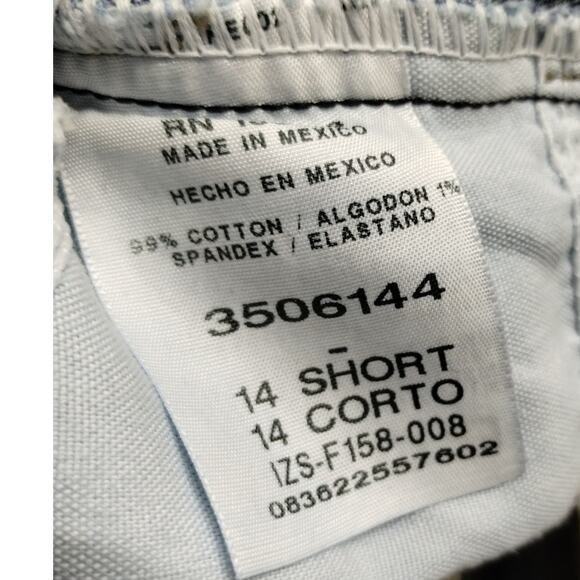 RN
MADE IN MEXICO
HECHO EN MEXICO
99% COTTON / ALGODON 1%
SPANDEX / ELASTANO
3506144
14 SHORT
14 CORTO
IZS-F158-008
083622557602